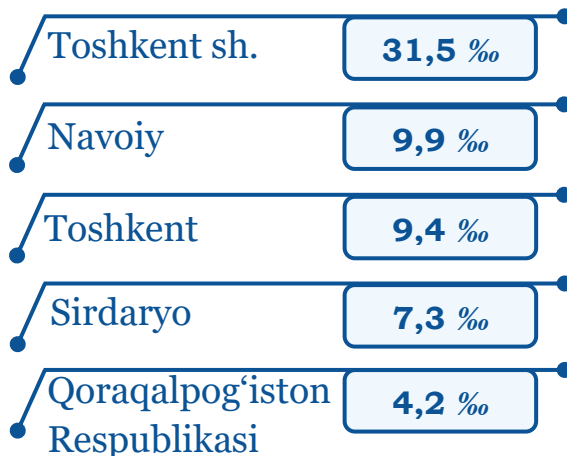 Toshkent sh. 31,5 ‰
Navoiy 9,9 ‰
Toshkent 9,4 ‰
Sirdaryo 7,3 ‰
Qoraqalpog‘iston 4,2 ‰
Respublikasi